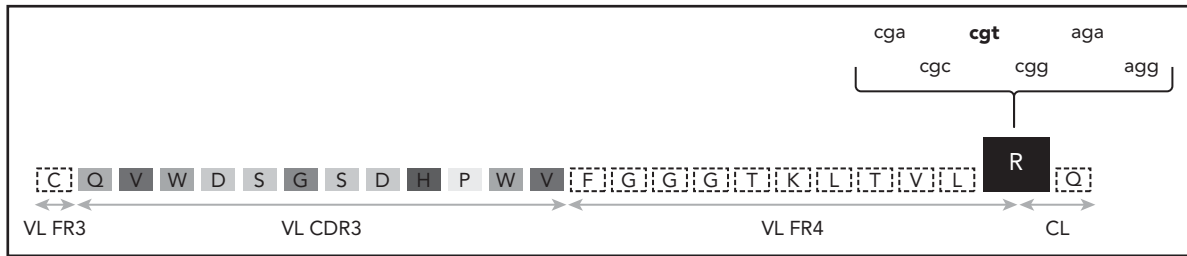 cga cgt aga
cgc cgg agg
R
C Q V W D S G S D H P W V F G G G T K L T V L Q
VL FR3 VL CDR3 VL FR4 CL